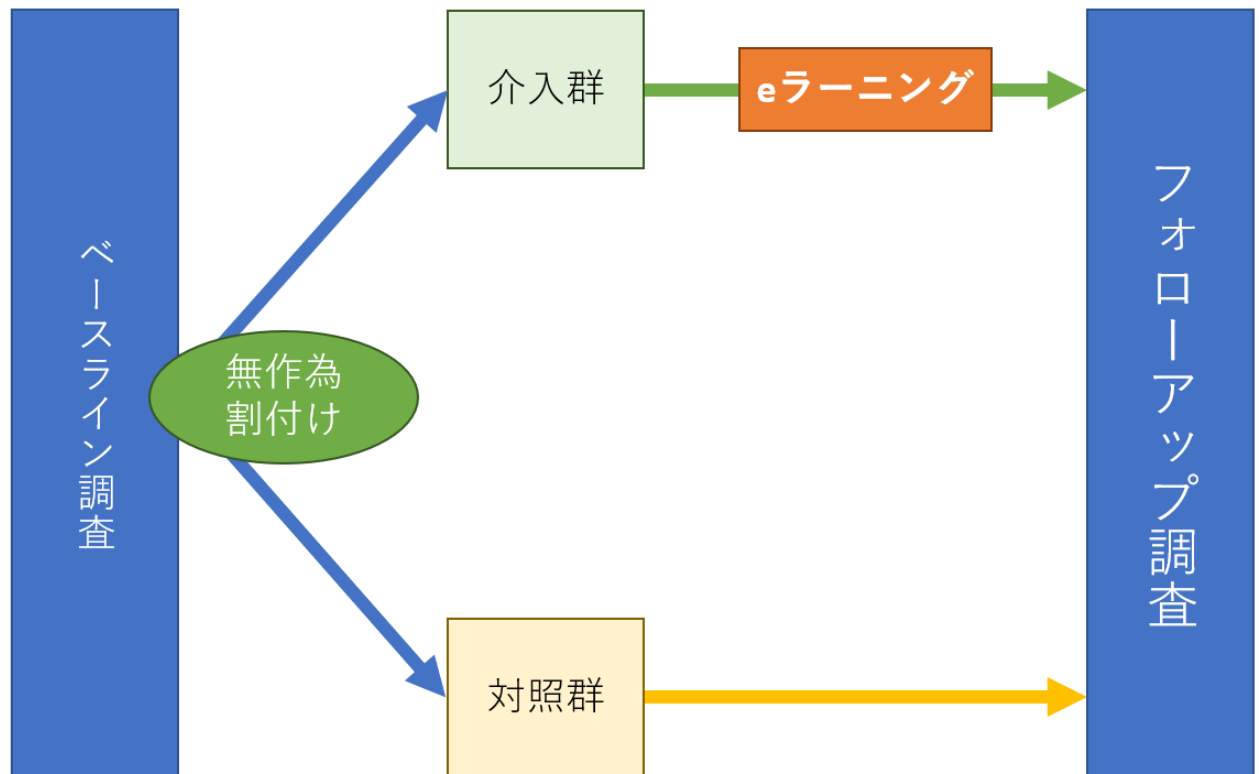 ベースライン調査
無作為
割付け
介入群
eラーニング
対照群
フォローアップ調査